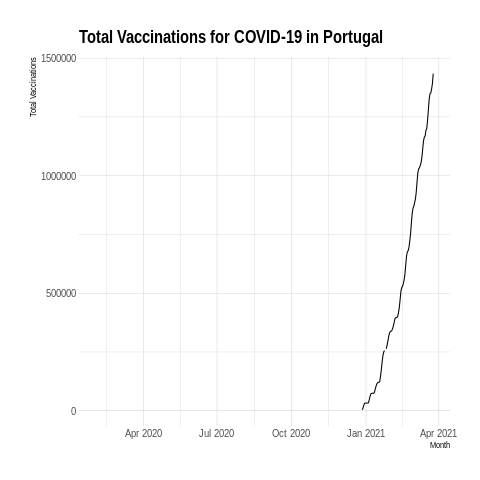 Total Vaccinations for COVID-19 in Portugal
Total Vaccinations
1500000
1000000
500000
0
Apr 2020 Jul 2020 Oct 2020 Jan 2021 Apr 2021
Month